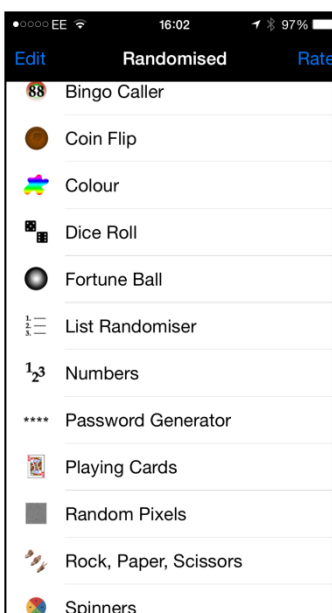 EE 16:02 97%
Edit Randomised Rate
88 Bingo Caller
Coin Flip
Colour
Dice Roll
Fortune Ball
1. 2. 3. List Randomiser
123 Numbers
**** Password Generator
Playing Cards
Random Pixels
Rock, Paper, Scissors
Spinners